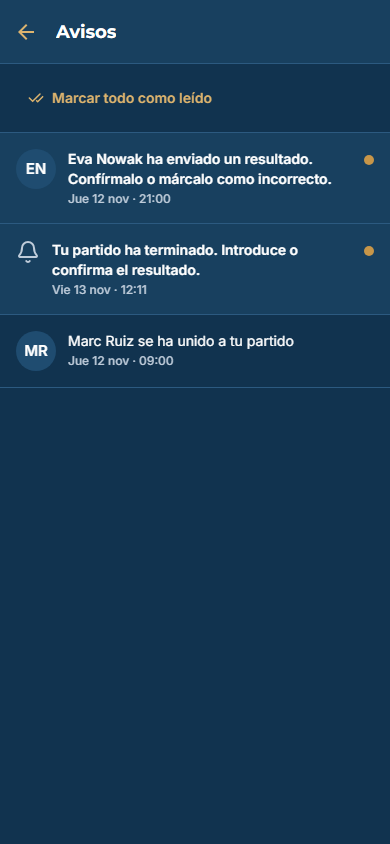 Avisos
Marcar todo como leído
EN
Eva Nowak ha enviado un resultado.
Confírmalo o márcalo como incorrecto.
Jue 12 nov · 21:00
Tu partido ha terminado. Introduce o
confirma el resultado.
Vie 13 nov · 12:11
MR
Marc Ruiz se ha unido a tu partido
Jue 12 nov · 09:00